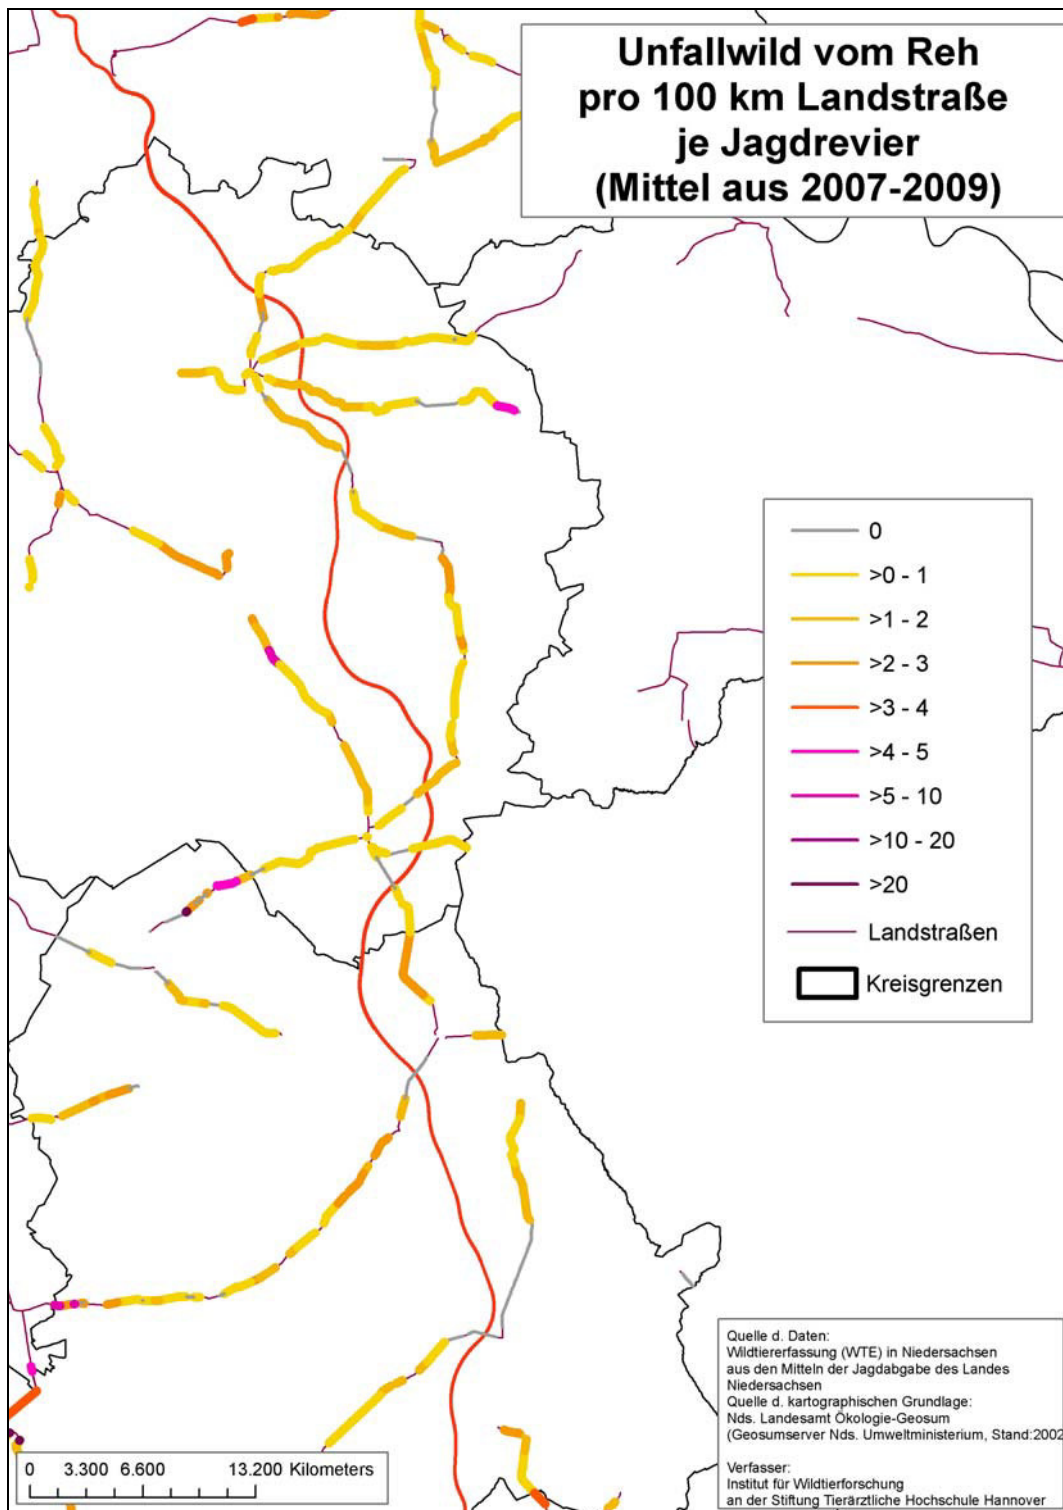 Unfallwild vom Reh
pro 100 km Landstraße
je Jagdrevier
(Mittel aus 2007-2009)
0
>0 - 1
>1 - 2
>2 - 3
>3 - 4
>4 - 5
>5 - 10
>10 - 20
>20
Landstraßen
Kreisgrenzen
Quelle d. Daten:
Wildtiererfassung (WTE) in Niedersachsen
aus den Mitteln der Jagdabgabe des Landes
Niedersachsen
Quelle d. kartographischen Grundlage:
Nds. Landesamt Ökologie-Geosum
(Geosumserver Nds. Umweltministerium, Stand:2002
Verfasser:
Institut für Wildtierforschung
an der Stiftung Tierärztliche Hochschule Hannover
0 3.300 6.600 13.200 Kilometers